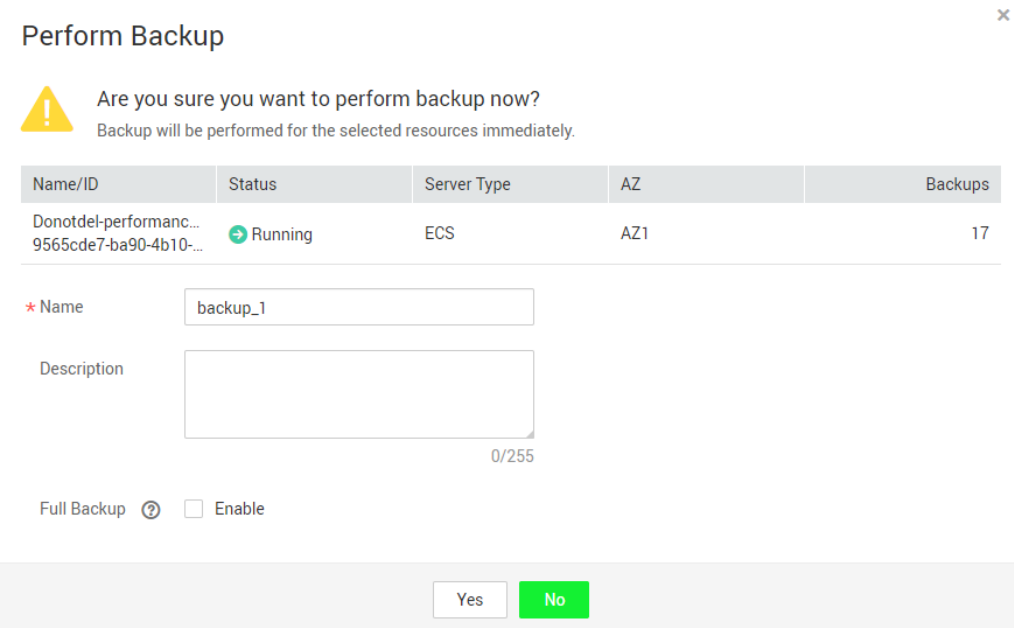 ×
Perform Backup
Are you sure you want to perform backup now?
Backup will be performed for the selected resources immediately.
Name/ID Status Server Type AZ Backups
Donotdel-performanc...
9565cde7-ba90-4b10-...
Running ECS AZ1 17
* Name backup_1
Description
0/255
Full Backup ? Enable
Yes No